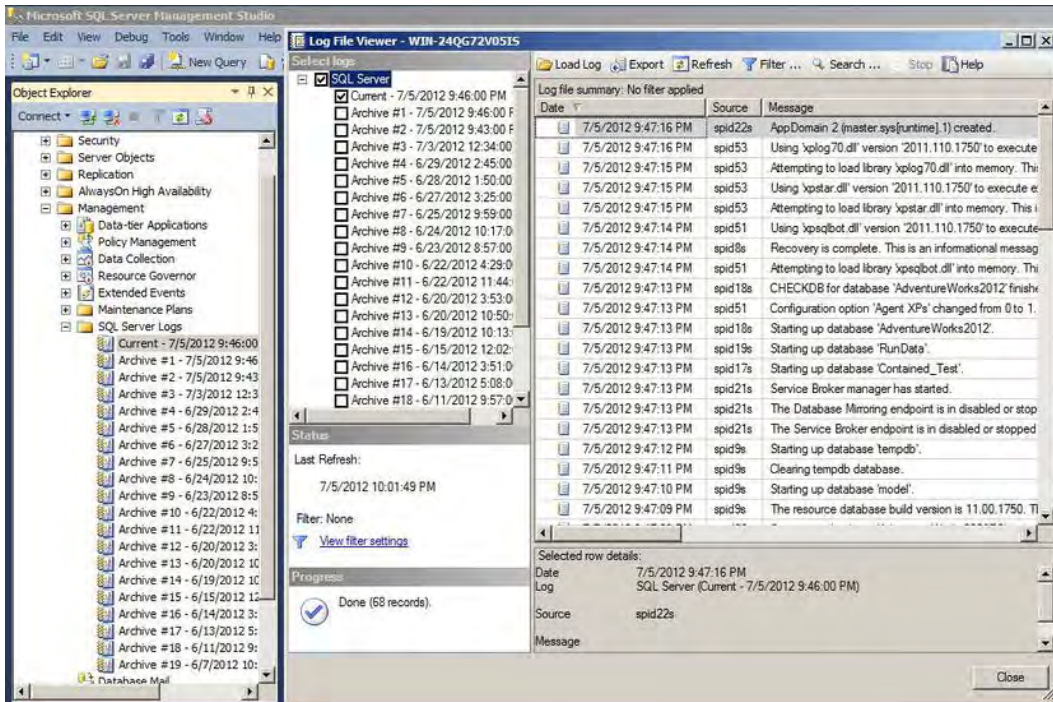 Microsoft SQL Server Management Studio
File Edit View Debug Tools Window Help
New Query
Object Explorer
Connect
Security
Server Objects
Replication
AlwaysOn High Availability
Management
Data-tier Applications
Policy Management
Data Collection
Resource Governor
Extended Events
Maintenance Plans
SQL Server Logs
Current - 7/5/2012 9:46:00
Archive #1 - 7/5/2012 9:46
Archive #2 - 7/5/2012 9:43
Archive #3 - 7/3/2012 12:3
Archive #4 - 6/29/2012 2:4
Archive #5 - 6/28/2012 1:5
Archive #6 - 6/27/2012 3:2
Archive #7 - 6/25/2012 9:5
Archive #8 - 6/24/2012 10:
Archive #9 - 6/23/2012 8:5
Archive #10 - 6/22/2012 4:
Archive #11 - 6/22/2012 11
Archive #12 - 6/20/2012 3:
Archive #13 - 6/20/2012 10
Archive #14 - 6/19/2012 10
Archive #15 - 6/15/2012 12
Archive #16 - 6/14/2012 3:
Archive #17 - 6/13/2012 5:
Archive #18 - 6/11/2012 9:
Archive #19 - 6/7/2012 10:
Database Mail
Log File Viewer - WIN-24QG72V05IS
Select logs
SQL Server
Current - 7/5/2012 9:46:00 PM
Archive #1 - 7/5/2012 9:46:00 P
Archive #2 - 7/5/2012 9:43:00 P
Archive #3 - 7/3/2012 12:34:00
Archive #4 - 6/29/2012 2:45:00
Archive #5 - 6/28/2012 1:50:00
Archive #6 - 6/27/2012 3:25:00
Archive #7 - 6/25/2012 9:59:00
Archive #8 - 6/24/2012 10:17:0
Archive #9 - 6/23/2012 8:57:00
Archive #10 - 6/22/2012 4:29:0
Archive #11 - 6/22/2012 11:44:
Archive #12 - 6/20/2012 3:53:0
Archive #13 - 6/20/2012 10:50:
Archive #14 - 6/19/2012 10:13:
Archive #15 - 6/15/2012 12:02:
Archive #16 - 6/14/2012 3:51:0
Archive #17 - 6/13/2012 5:08:0
Archive #18 - 6/11/2012 9:57:0
Status
Last Refresh:
7/5/2012 10:01:49 PM
Filter: None
View filter settings
Progress
Done (68 records).
Load Log Export Refresh Filter ... Search ... Stop Help
Log file summary: No filter applied
Date Source Message
7/5/2012 9:47:16 PM spid22s AppDomain 2 (master.sys[runtime].1) created.
7/5/2012 9:47:16 PM spid53 Using 'xplog70.dll' version '2011.110.1750' to execute
7/5/2012 9:47:15 PM spid53 Attempting to load library 'xplog70.dll' into memory. This
7/5/2012 9:47:15 PM spid53 Using 'xpstar.dll' version '2011.110.1750' to execute e
7/5/2012 9:47:15 PM spid53 Attempting to load library 'xpstar.dll' into memory. This i
7/5/2012 9:47:14 PM spid51 Using 'xpsqlbot.dll' version '2011.110.1750' to execute
7/5/2012 9:47:14 PM spid8s Recovery is complete. This is an informational messag
7/5/2012 9:47:14 PM spid51 Attempting to load library 'xpsqlbot.dll' into memory. Thi
7/5/2012 9:47:14 PM spid18s CHECKDB for database 'AdventureWorks2012' finishe
7/5/2012 9:47:13 PM spid51 Configuration option 'Agent XPs' changed from 0 to 1.
7/5/2012 9:47:13 PM spid18s Starting up database 'AdventureWorks2012'.
7/5/2012 9:47:13 PM spid19s Starting up database 'RunData'.
7/5/2012 9:47:13 PM spid17s Starting up database 'Contained_Test'.
7/5/2012 9:47:13 PM spid21s Service Broker manager has started.
7/5/2012 9:47:13 PM spid21s The Database Mirroring endpoint is in disabled or stop
7/5/2012 9:47:13 PM spid21s The Service Broker endpoint is in disabled or stopped
7/5/2012 9:47:12 PM spid9s Starting up database 'tempdb'.
7/5/2012 9:47:11 PM spid9s Clearing tempdb database.
7/5/2012 9:47:10 PM spid9s Starting up database 'model'.
7/5/2012 9:47:09 PM spid9s The resource database build version is 11.00.1750. Tl
Selected row details:
Date 7/5/2012 9:47:16 PM
Log SQL Server (Current - 7/5/2012 9:46:00 PM)
Source spid22s
Message
Close